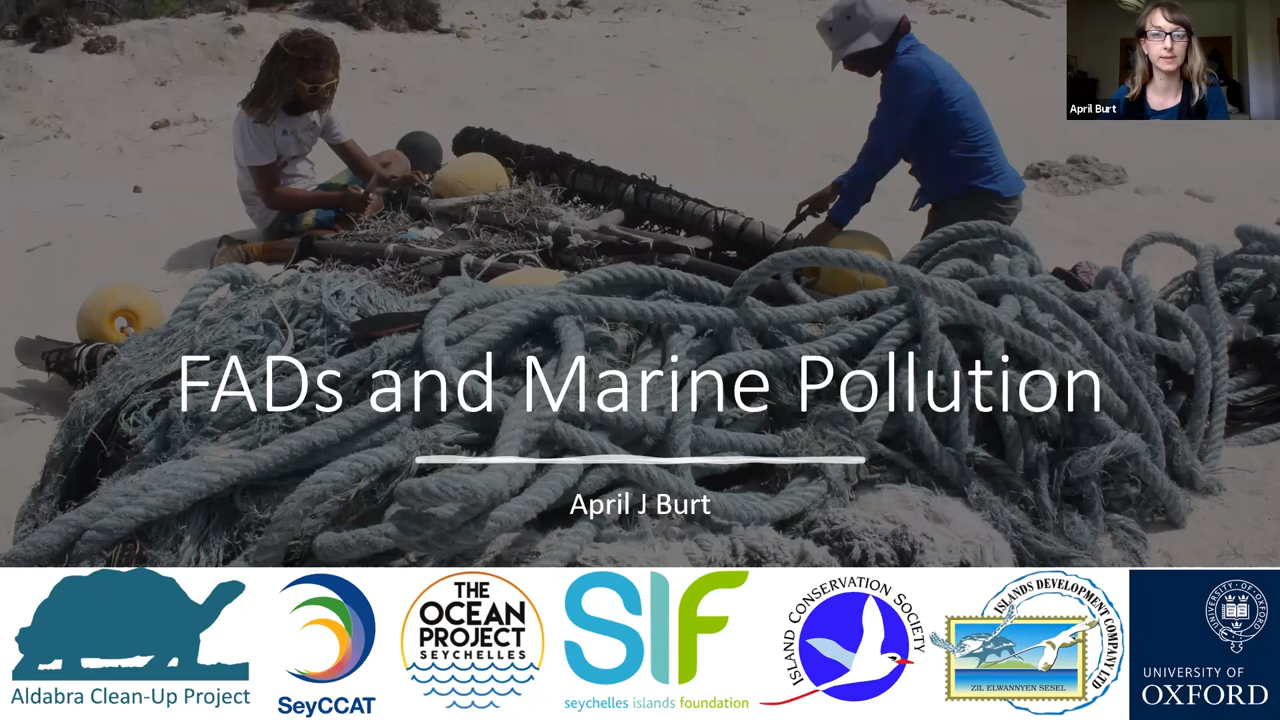 April Burt
FADs and Marine Pollution
April J Burt
Aldabra Clean-Up Project
SeyCCAT
THE
OCEAN
PROJECT
SEYCHELLES
SIF
seychelles islands foundation
ISLAND CONSERVATION SOCIETY
ISLANDS DEVELOPMENT COMPANY LTD
ZIL ELWANNYEN SESEL
UNIVERSITY OF
OXFORD